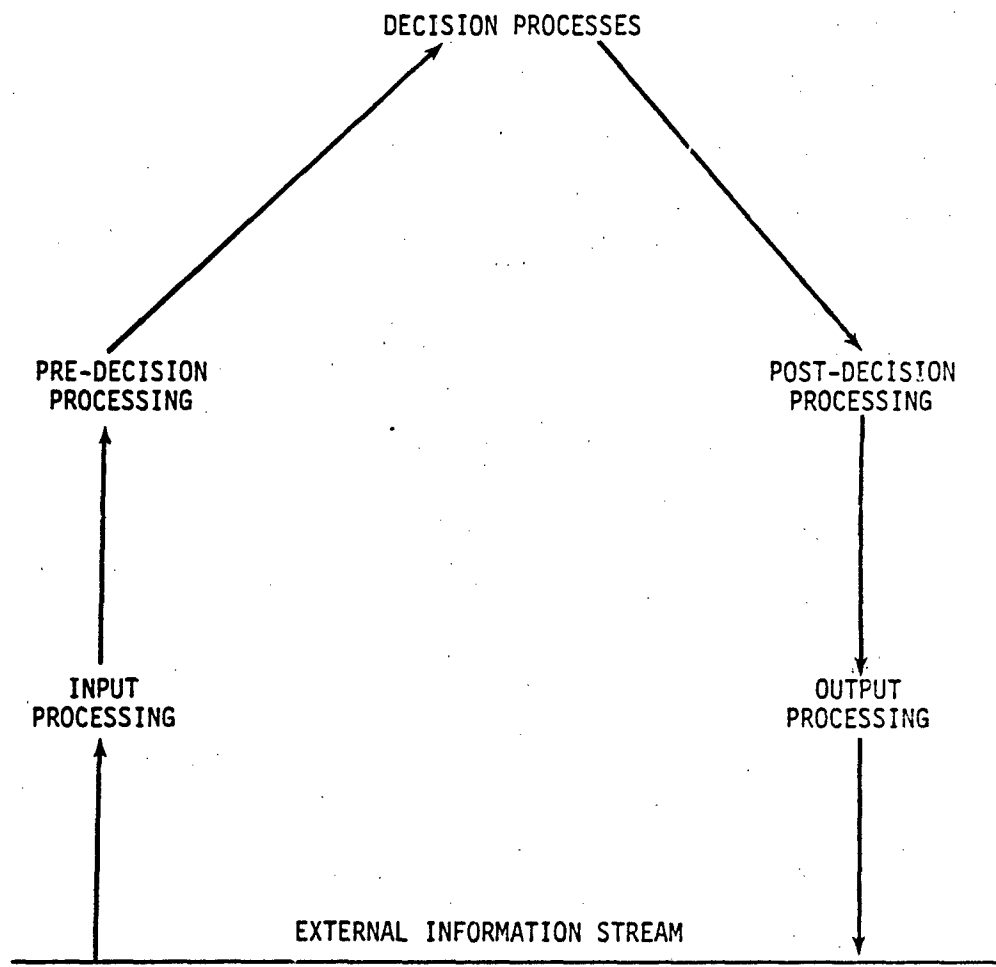 DECISION PROCESSES
PRE-DECISION
PROCESSING
POST-DECISION
PROCESSING
INPUT
PROCESSING
OUTPUT
PROCESSING
EXTERNAL INFORMATION STREAM